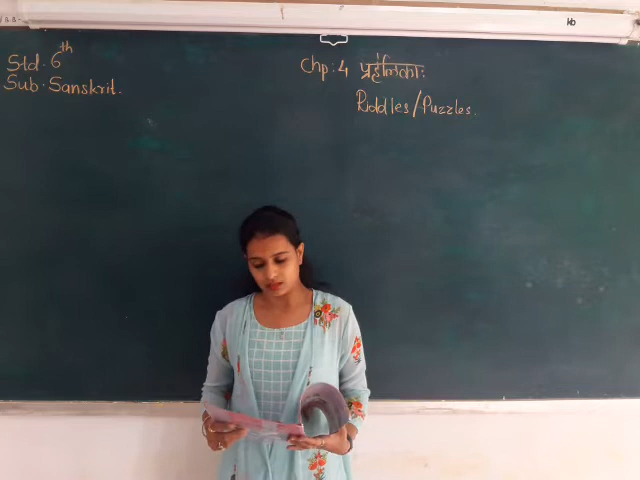 Std. 6th
Sub. Sanskrit.
Chp: 4 प्रहेलिकाः
Riddles/Puzzles.